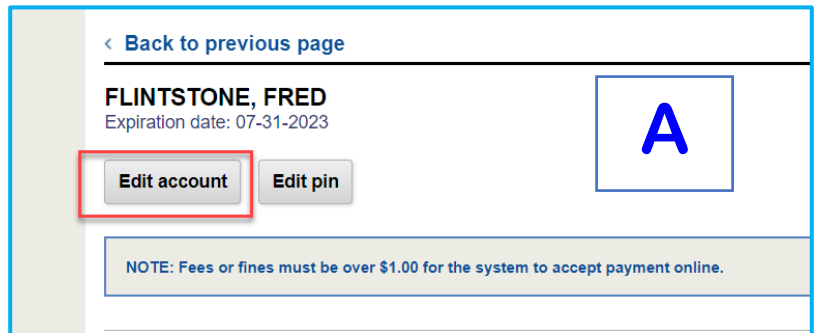 ‹ Back to previous page
FLINTSTONE, FRED
Expiration date: 07-31-2023
A
Edit account
Edit pin
NOTE: Fees or fines must be over $1.00 for the system to accept payment online.